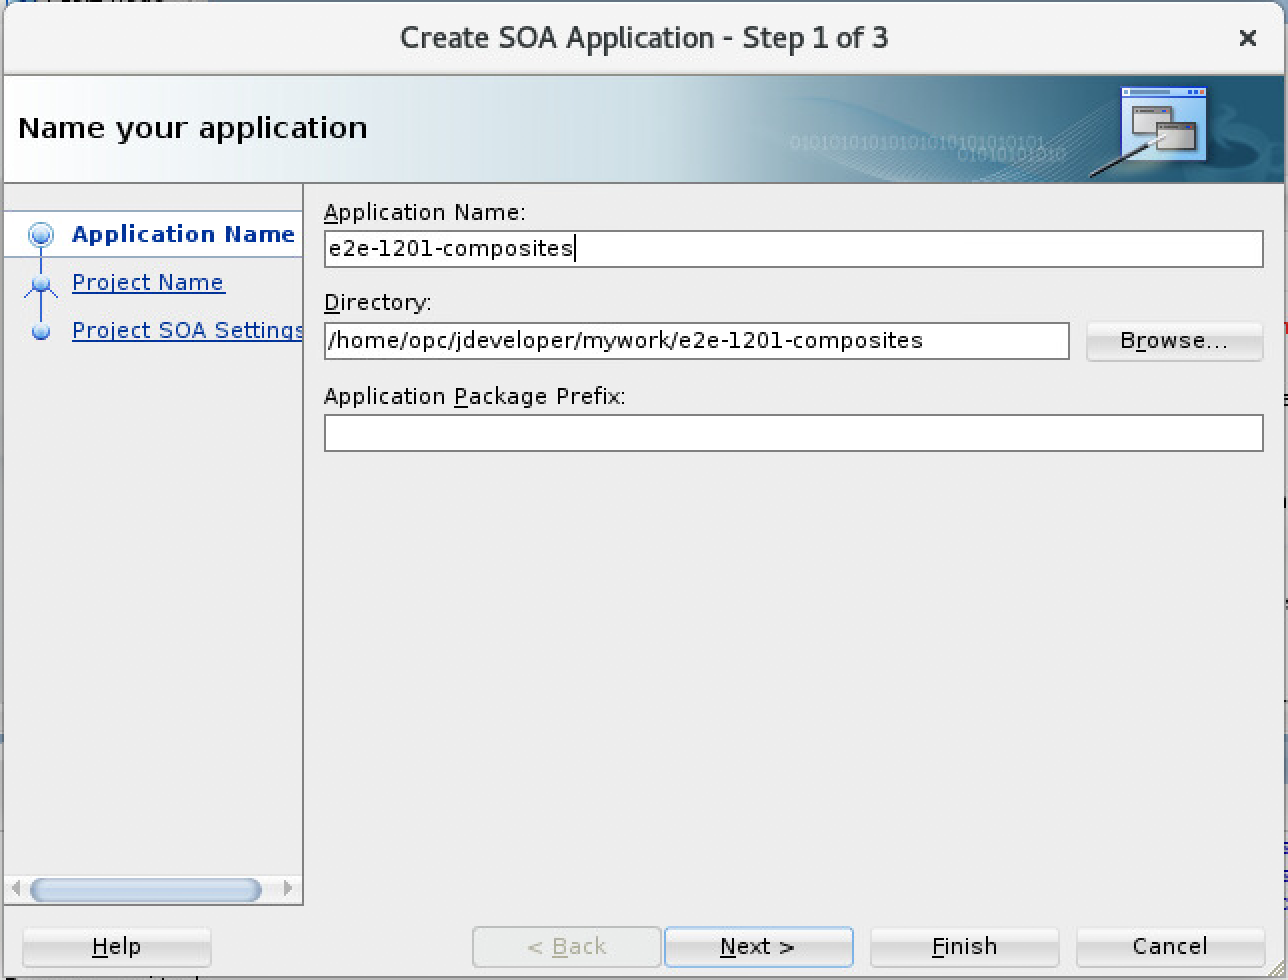 Create SOA Application - Step 1 of 3
Name your application
0101010101010101010101010101
01010101010
Application Name
Project Name
Project SOA Settings
Application Name:
e2e-1201-composites
Directory:
/home/opc/jdeveloper/mywork/e2e-1201-composites
Browse...
Application Package Prefix:
Help
< Back
Next >
Finish
Cancel